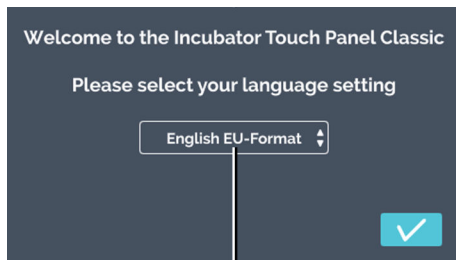 Welcome to the Incubator Touch Panel Classic
Please select your language setting
English EU-Format